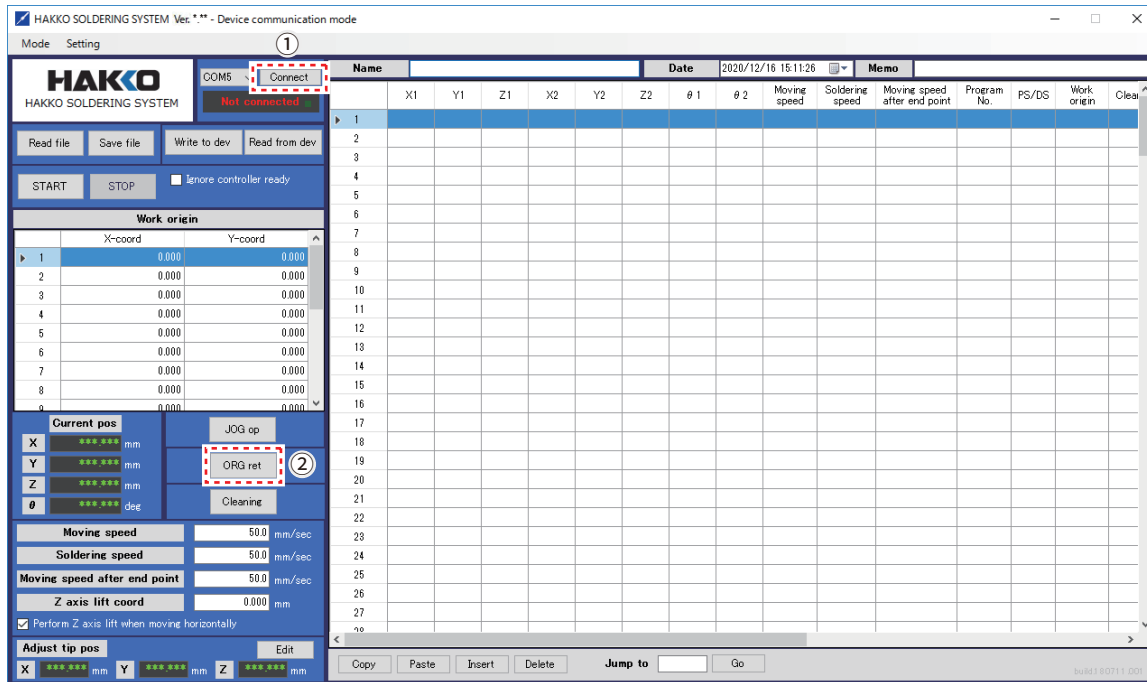 HAKKO SOLDERING SYSTEM Ver. *.** - Device communication mode
Mode Setting
①
HAKKO
HAKKO SOLDERING SYSTEM
COM5 Connect
Not connected
Name Date 2020/12/16 15:11:26 Memo
X1 Y1 Z1 X2 Y2 Z2 θ1 θ2 Moving speed Soldering speed Moving speed after end point Program No. PS/DS Work origin Clear
Read file Save file Write to dev Read from dev
START STOP Ignore controller ready
Work origin
X-coord Y-coord
1 0.000 0.000
2 0.000 0.000
3 0.000 0.000
4 0.000 0.000
5 0.000 0.000
6 0.000 0.000
7 0.000 0.000
8 0.000 0.000
9 0.000 0.000
Current pos
X ***.*** mm
Y ***.*** mm
Z ***.*** mm
θ ***.*** deg
JOG op
ORG ret ②
Cleaning
Moving speed 50.0 mm/sec
Soldering speed 50.0 mm/sec
Moving speed after end point 50.0 mm/sec
Z axis lift coord 0.000 mm
Perform Z axis lift when moving horizontally
Adjust tip pos Edit
X ***.*** mm Y ***.*** mm Z ***.*** mm
1
2
3
4
5
6
7
8
9
10
11
12
13
14
15
16
17
18
19
20
21
22
23
24
25
26
27
28
Copy Paste Insert Delete Jump to Go